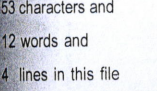 53 characters and
12 words and
4 lines in this file